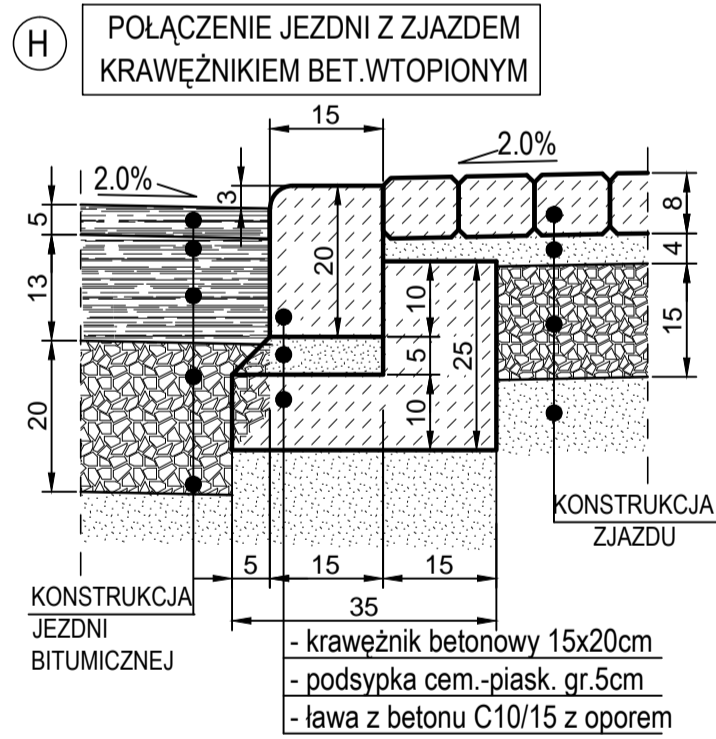 H
POŁĄCZENIE JEZDNI Z ZJAZDEM
KRAWĘŻNIKIEM BET.WTOPIONYM
15
2.0%
2.0%
3
5
13
20
20
10
5
10
25
8
4
15
KONSTRUKCJA
ZJAZDU
5
15
15
35
KONSTRUKCJA
JEZDNI
BITUMICZNEJ
- krawężnik betonowy 15x20cm
- podsypka cem.-piask. gr.5cm
- ława z betonu C10/15 z oporem